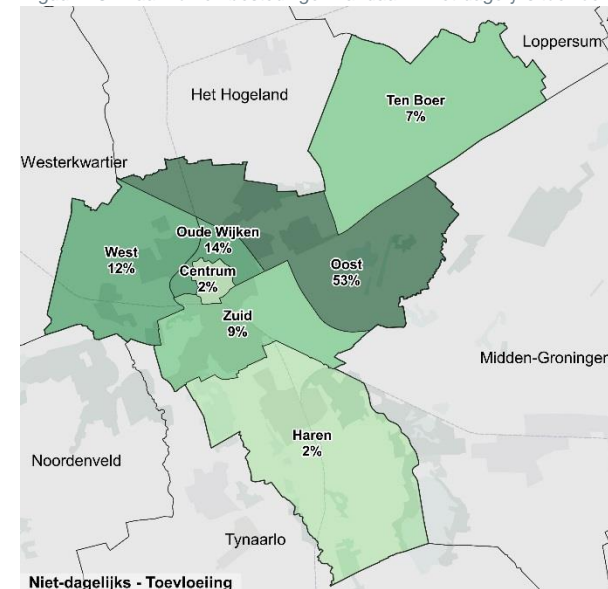 Loppersum
Het Hogeland
Ten Boer
7%
Westerkwartier
Oude Wijken
14%
West
12%
Centrum
2%
Oost
53%
Zuid
9%
Midden-Groningen
Haren
2%
Noordenveld
Tynaarlo
Niet-dagelijks - Toevloeiing